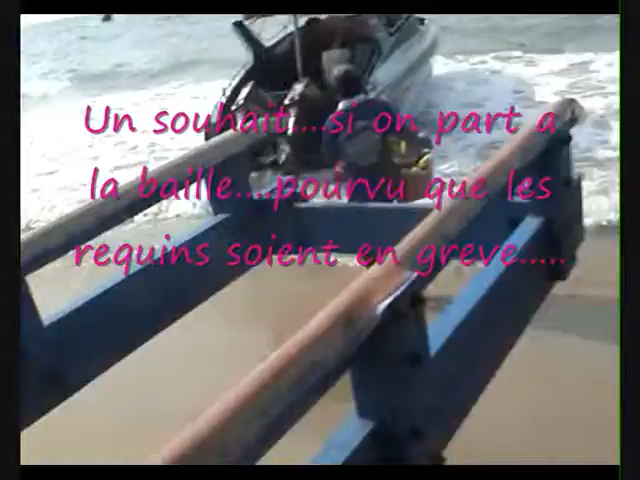 Un souhait....si on part a
la baille....pourvu que les
requins soient en greve.....